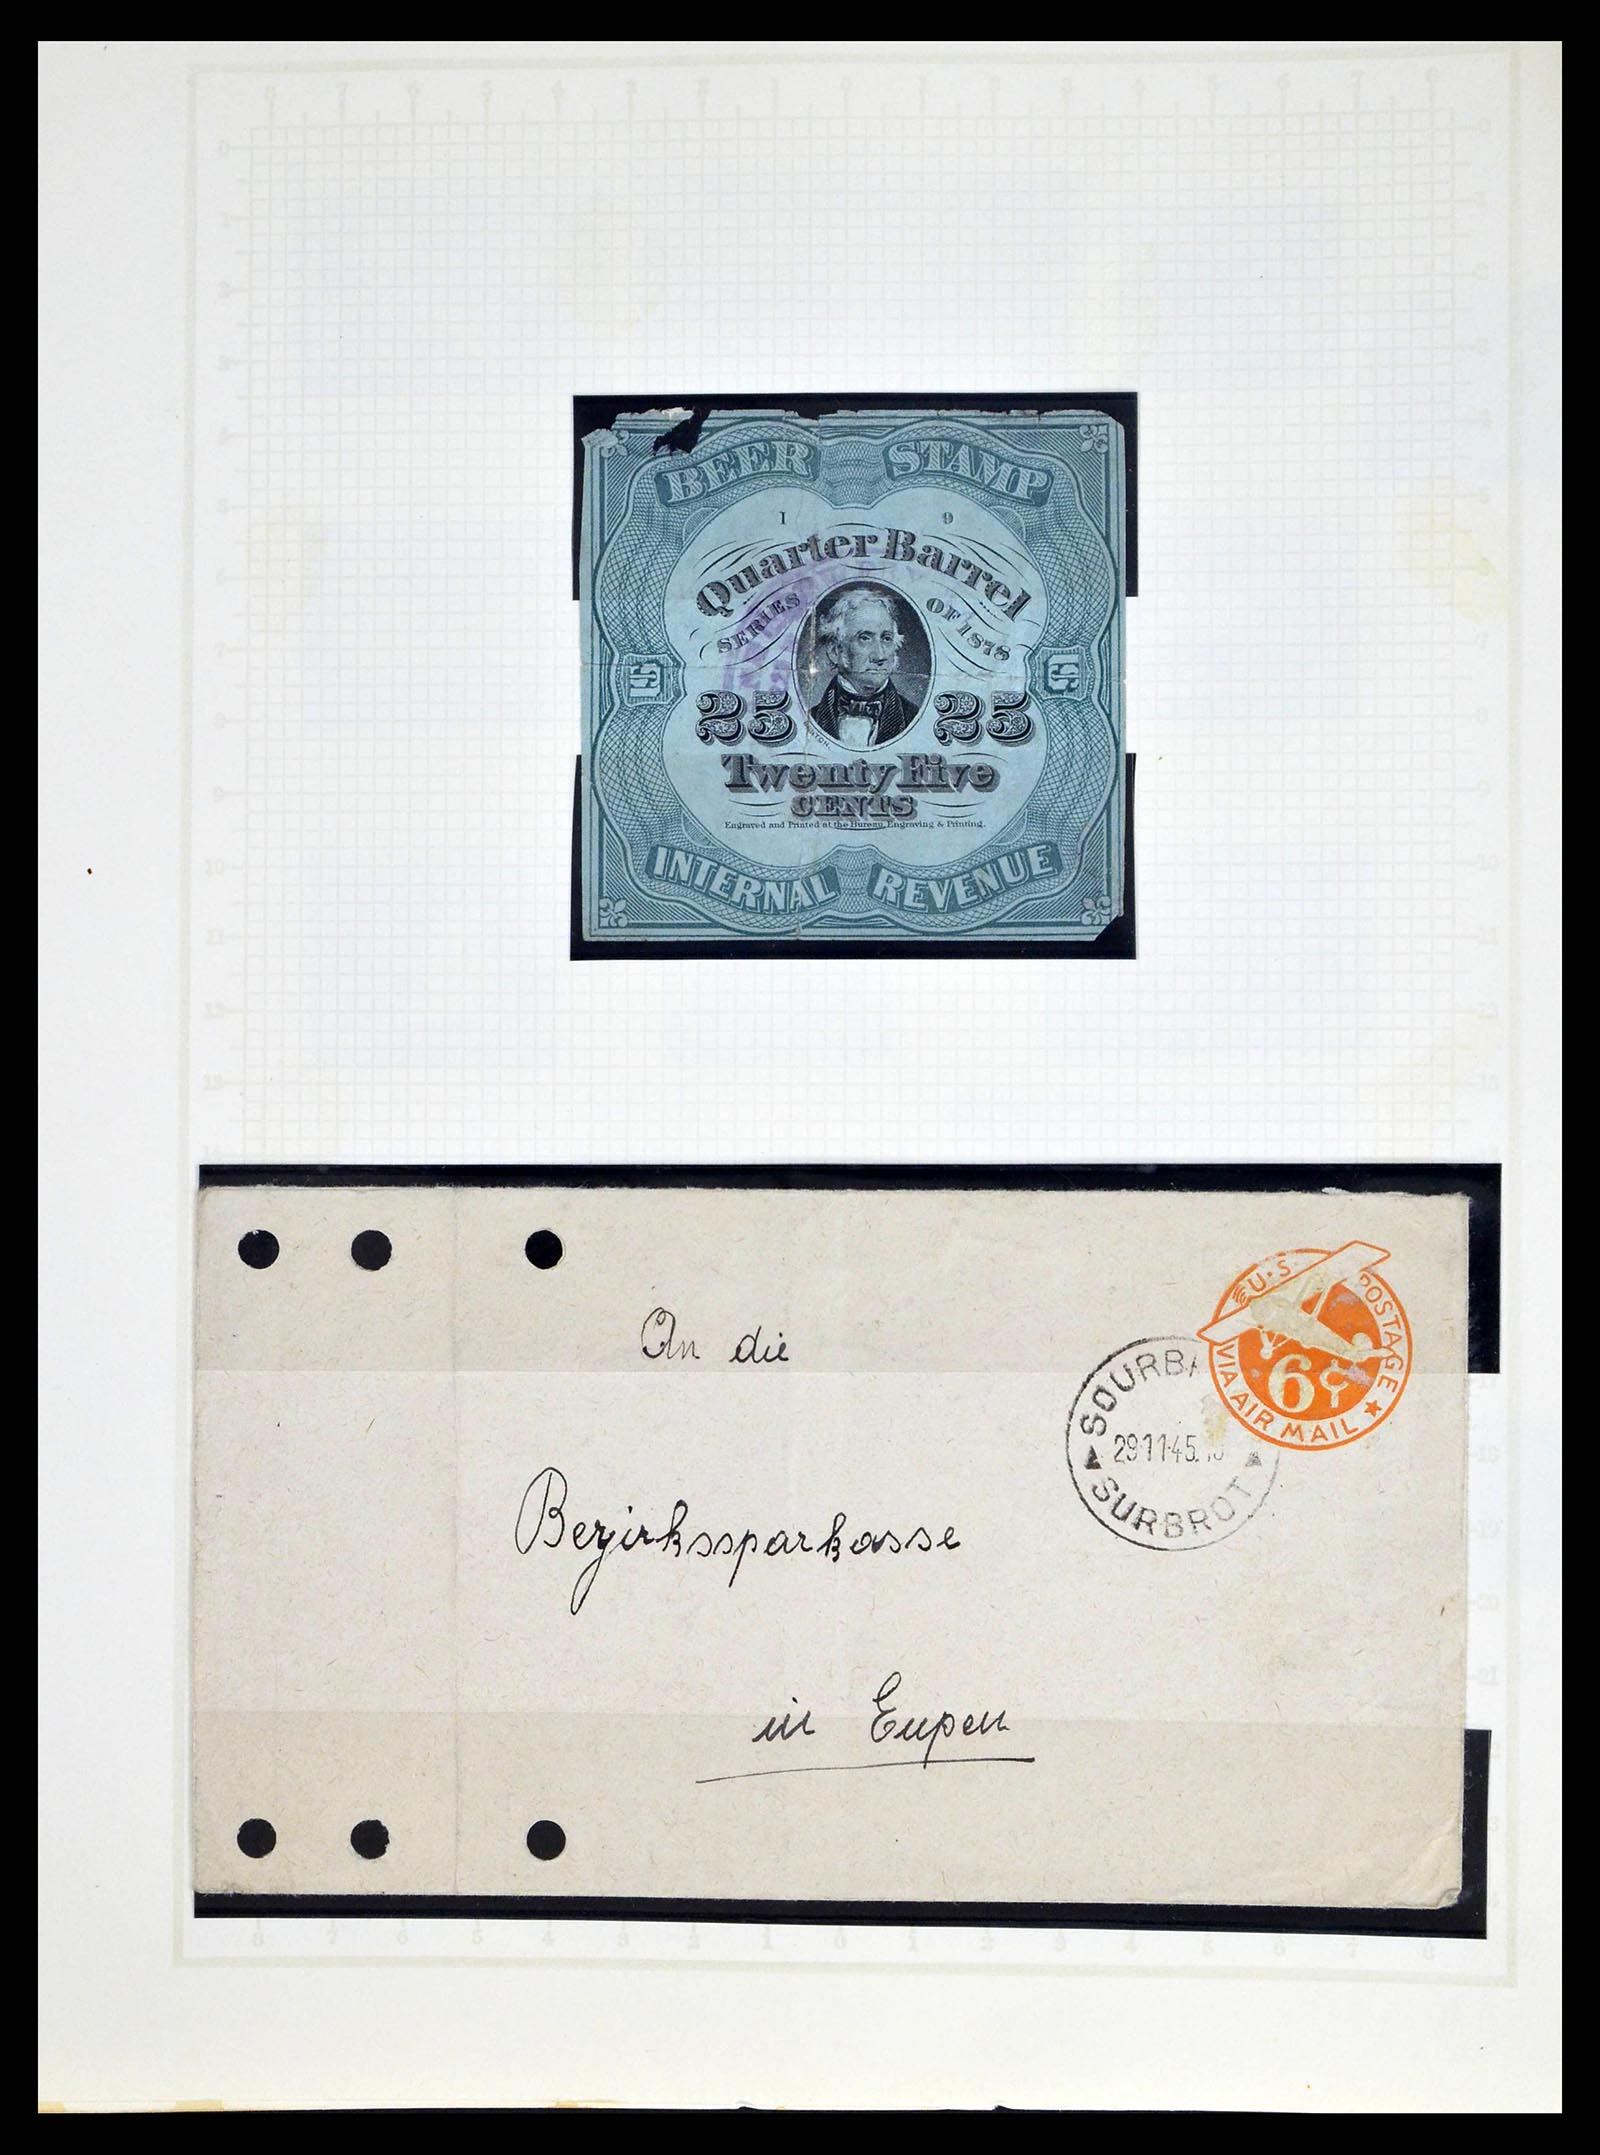 BEER STAMP
1 9
Quarter Barrel
SERIES OF 1878
25 25
25 25
Twenty Five
CENTS
Engraved and Printed at the Bureau, Engraving & Printing.
INTERNAL REVENUE
U.S. POSTAGE
6¢
VIA AIR MAIL
An die
29 11 45
SURBROT
Bezirkssparkasse
in Eupen